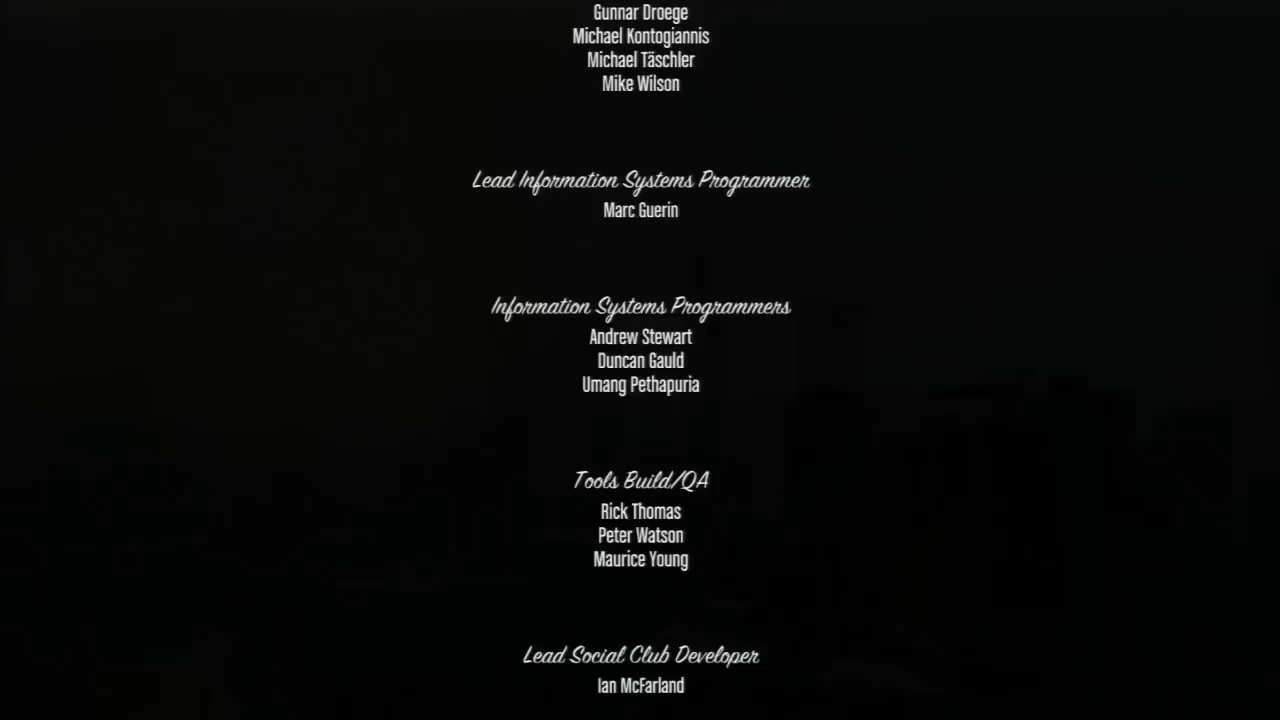 Gunnar Droege
Michael Kontogiannis
Michael Täschler
Mike Wilson
Lead Information Systems Programmer
Marc Guerin
Information Systems Programmers
Andrew Stewart
Duncan Gauld
Umang Pethapuria
Tools Build/QA
Rick Thomas
Peter Watson
Maurice Young
Lead Social Club Developer
Ian McFarland